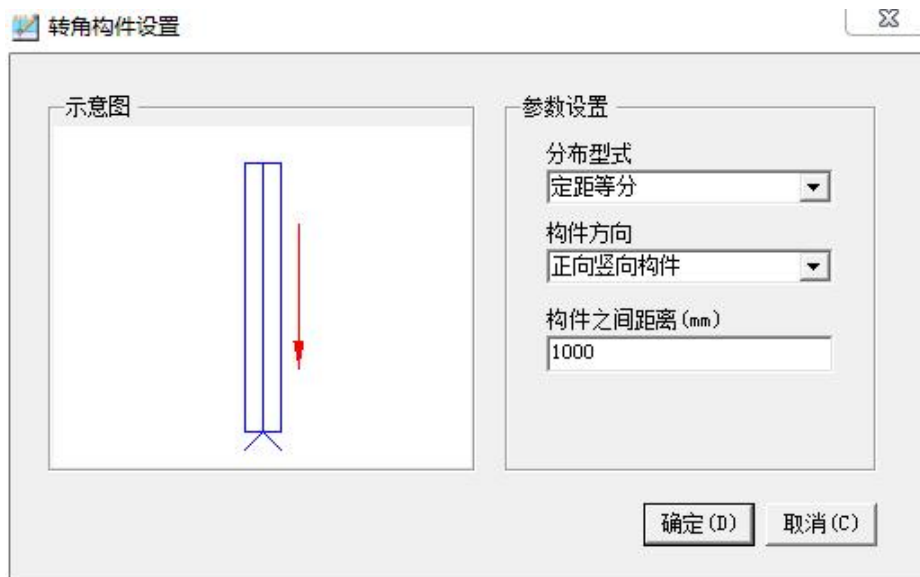 转角构件设置
示意图
参数设置
分布型式
定距等分
构件方向
正向竖向构件
构件之间距离(mm)
1000
确定(D)
取消(C)